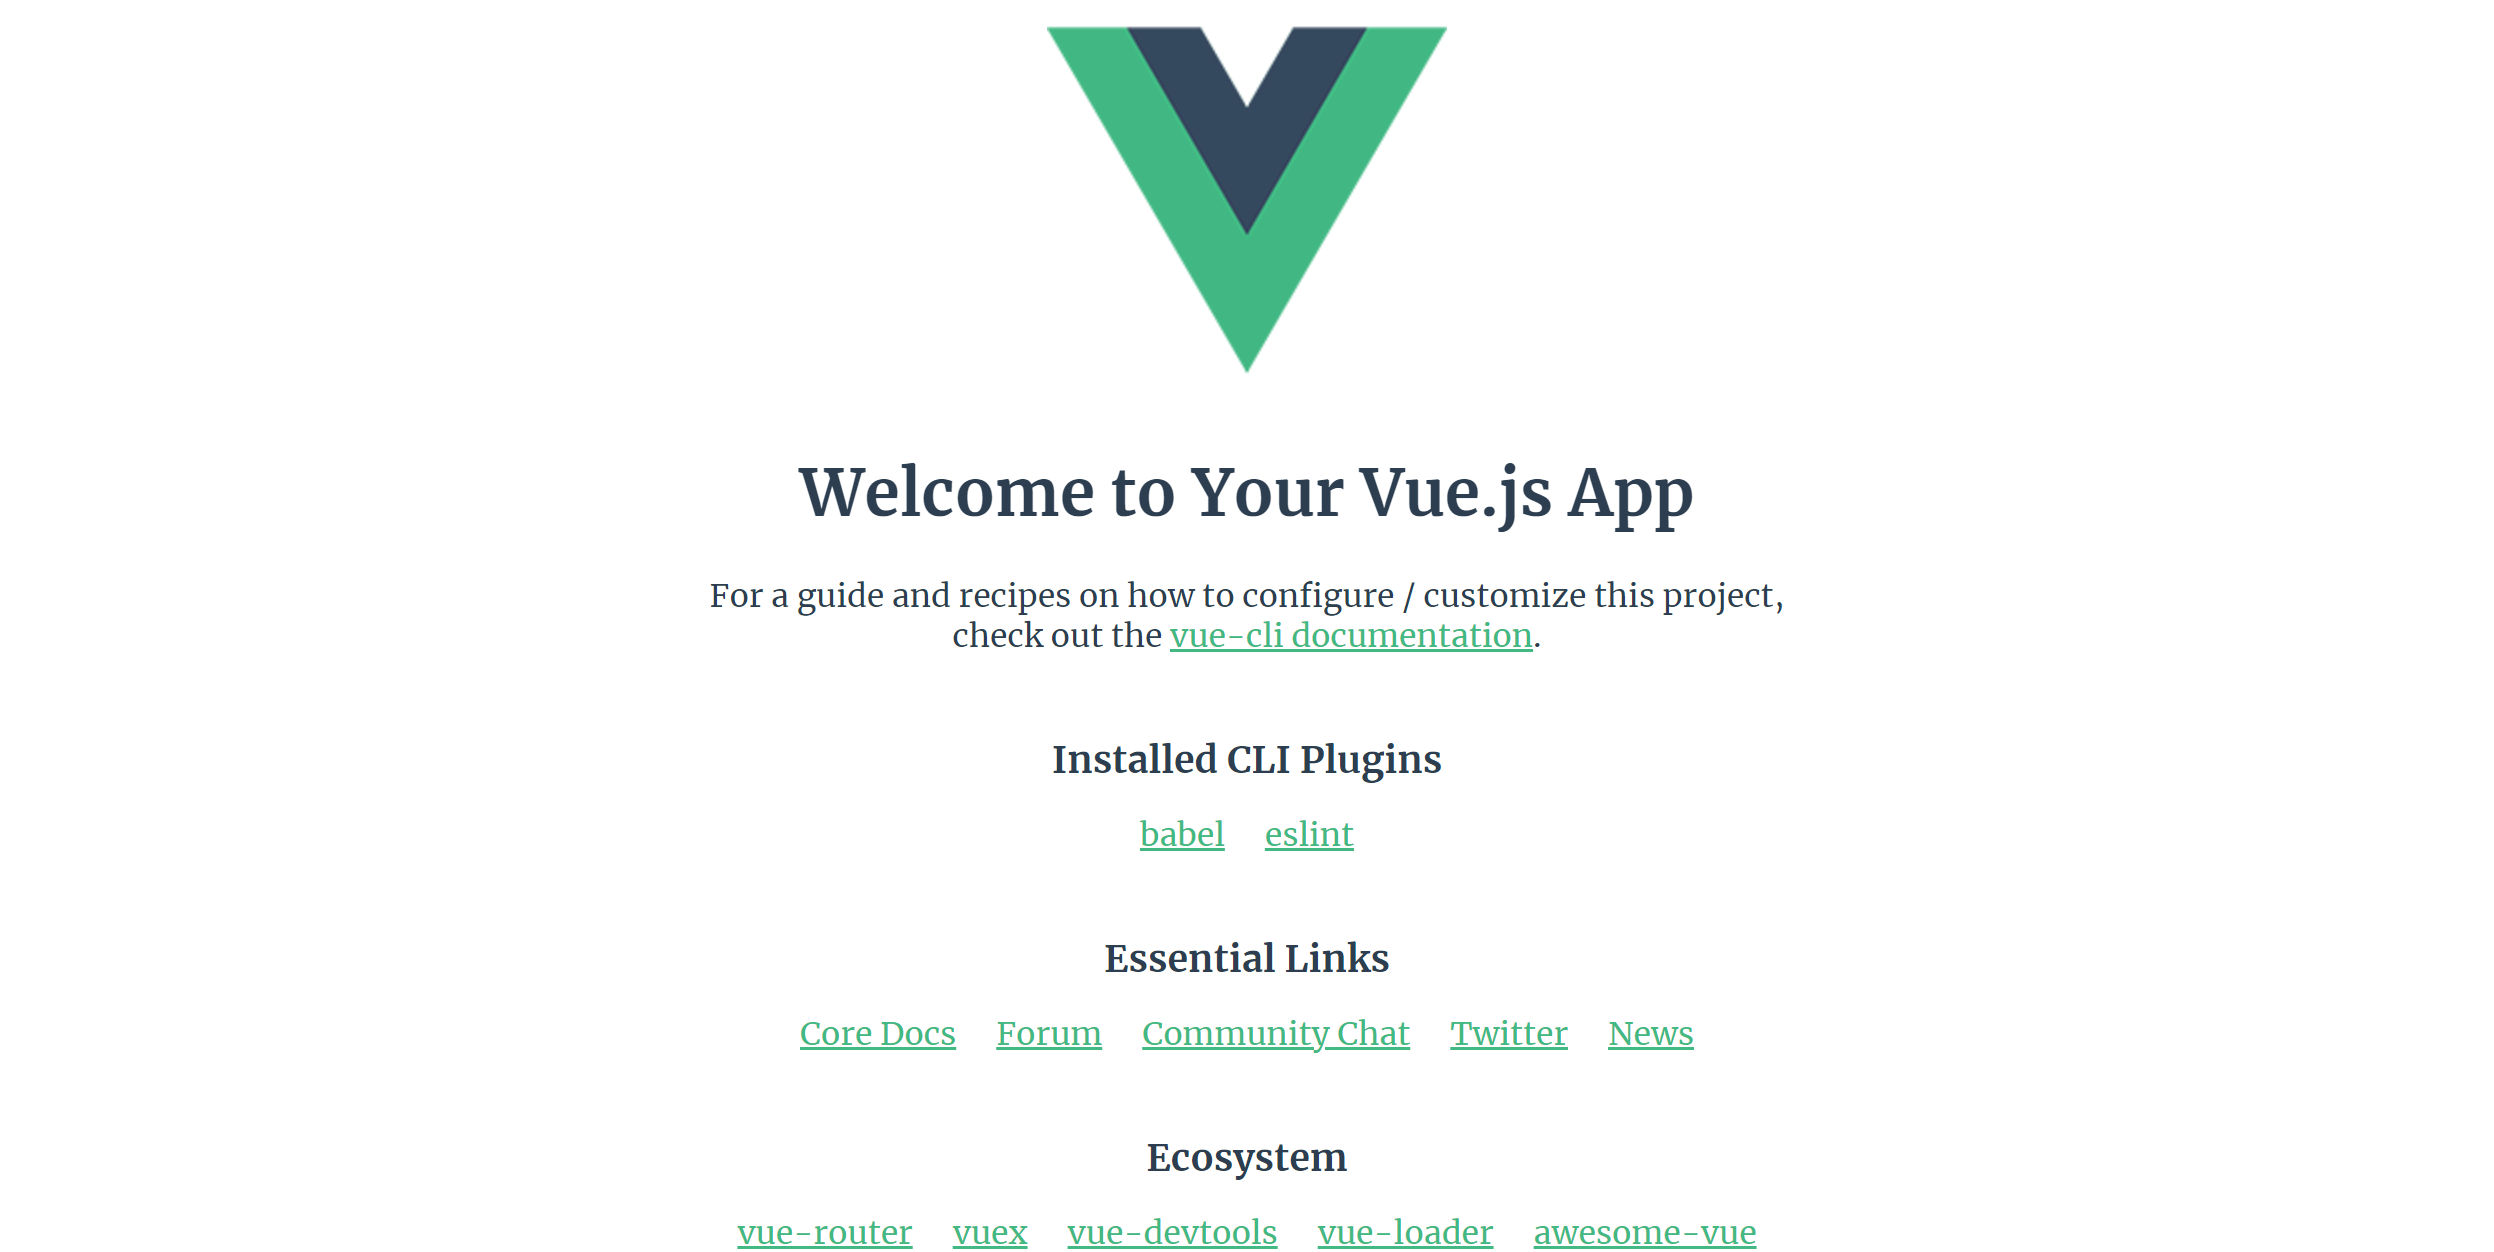 Welcome to Your Vue.js App
For a guide and recipes on how to configure / customize this project,
check out the vue-cli documentation.
Installed CLI Plugins
babel eslint
Essential Links
Core Docs Forum Community Chat Twitter News
Ecosystem
vue-router vuex vue-devtools vue-loader awesome-vue